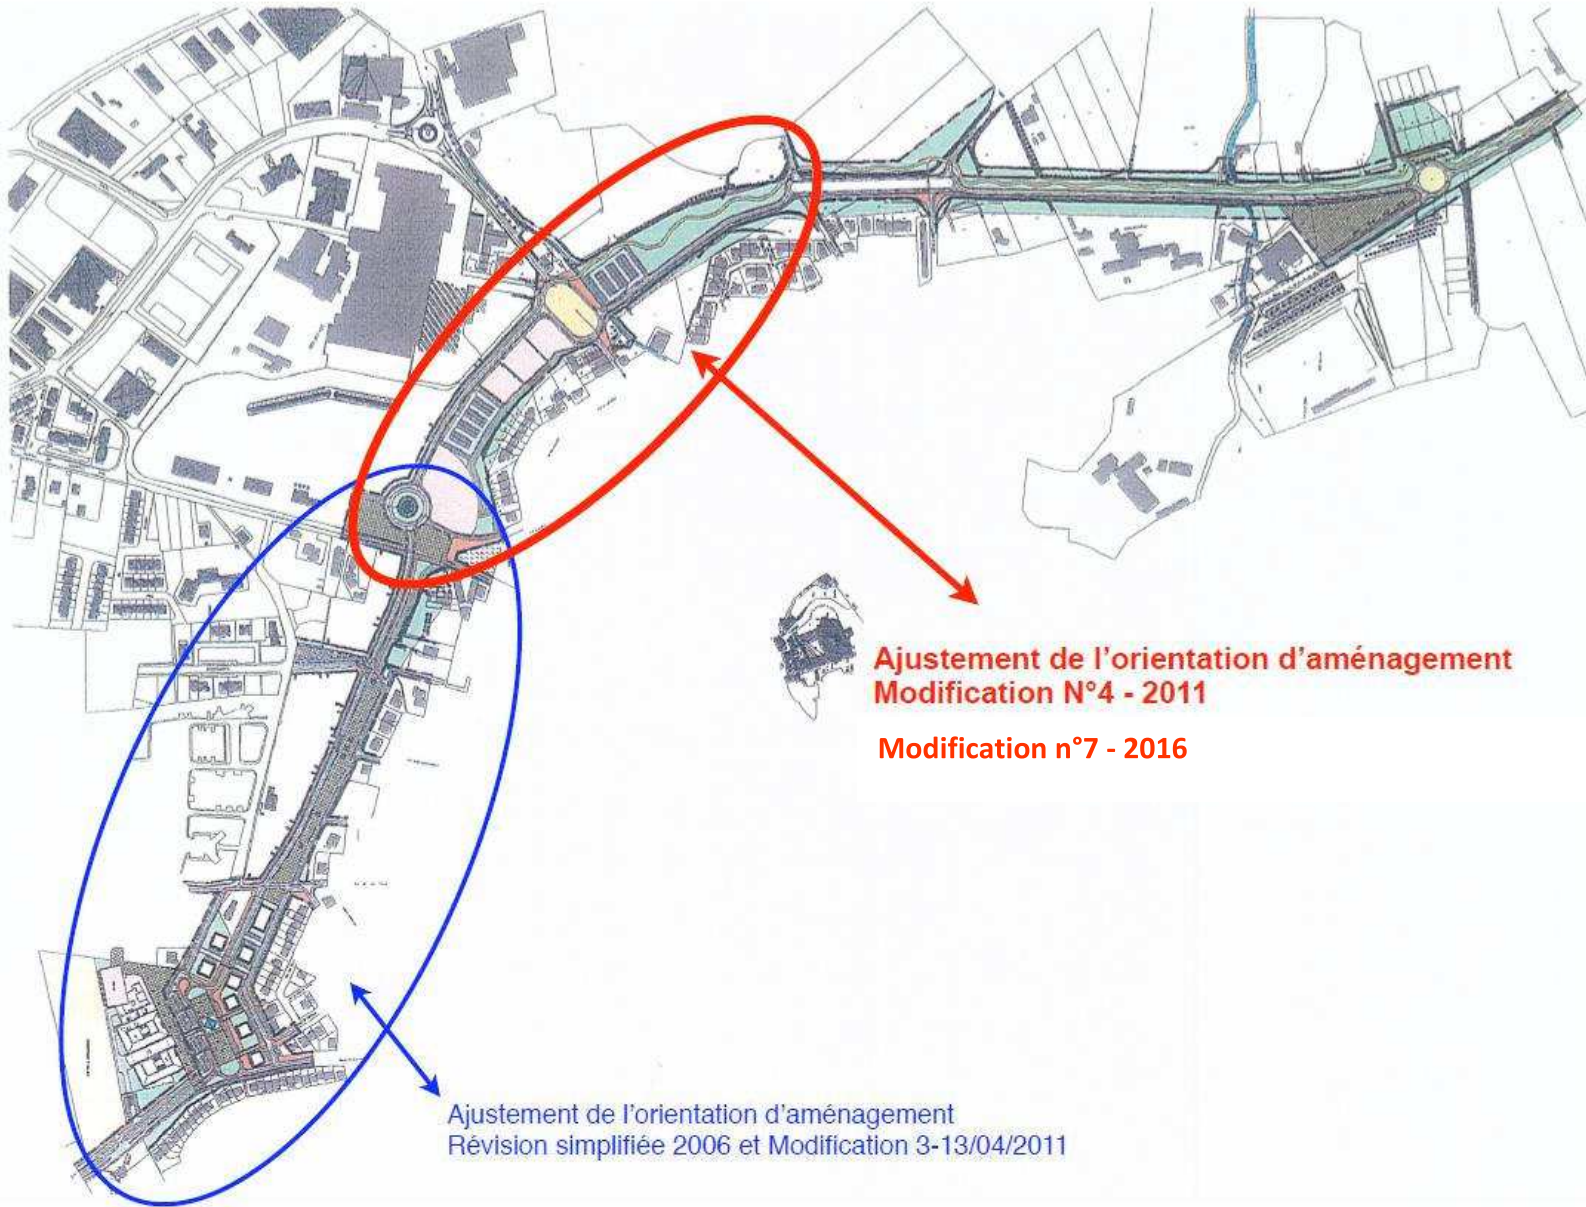 Ajustement de l'orientation d'aménagement
Modification N°4 - 2011
Modification n°7 - 2016
Ajustement de l'orientation d'aménagement
Révision simplifiée 2006 et Modification 3-13/04/2011